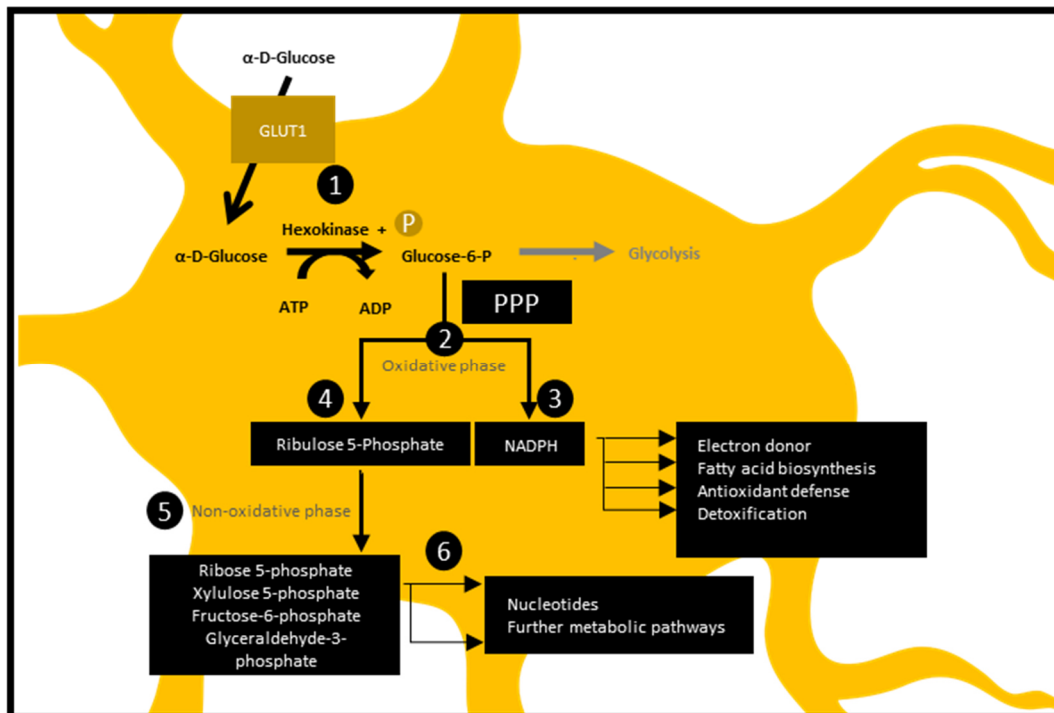 α-D-Glucose
GLUT1
1
Hexokinase + P
α-D-Glucose
Glucose-6-P
Glycolysis
ATP
ADP
PPP
2
Oxidative phase
4
3
Ribulose 5-Phosphate
NADPH
Electron donor
Fatty acid biosynthesis
Antioxidant defense
Detoxification
5
Non-oxidative phase
6
Ribose 5-phosphate
Xylulose 5-phosphate
Fructose-6-phosphate
Glyceraldehyde-3-
phosphate
Nucleotides
Further metabolic pathways